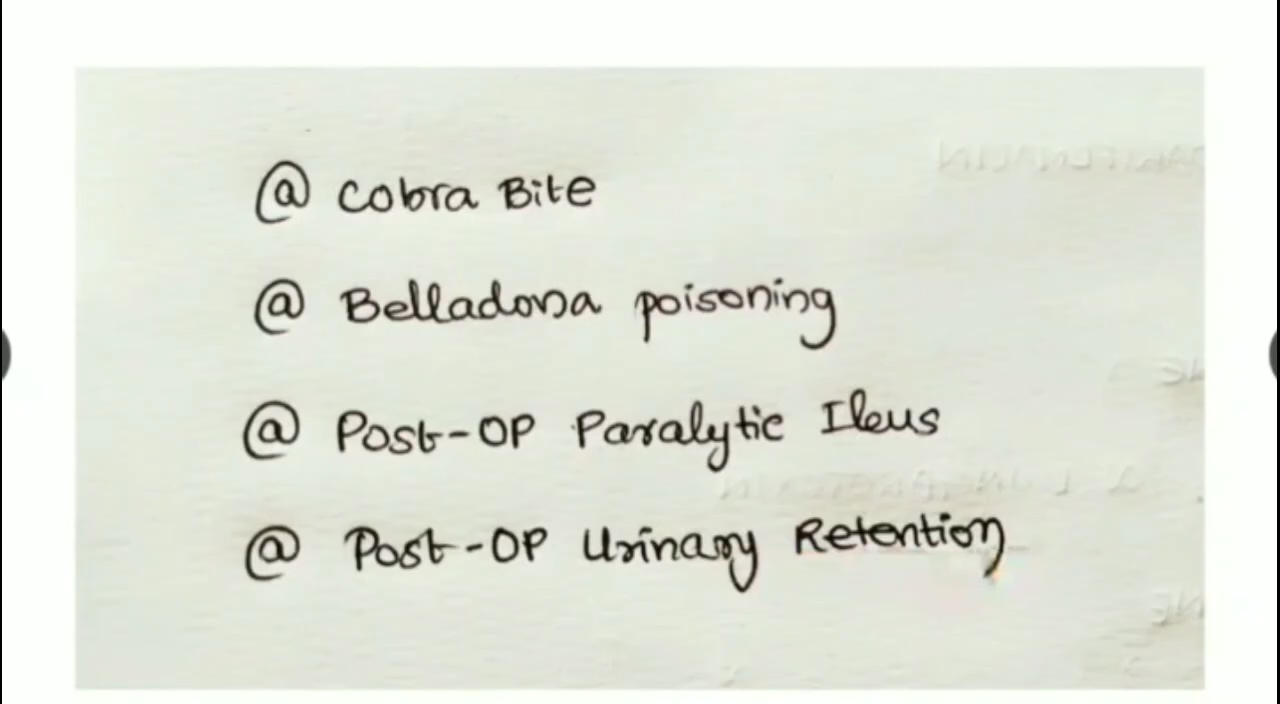 @ Cobra Bite
@ Belladona poisoning
@ Post-OP Paralytic Ileus
@ Post-OP Urinary Retention